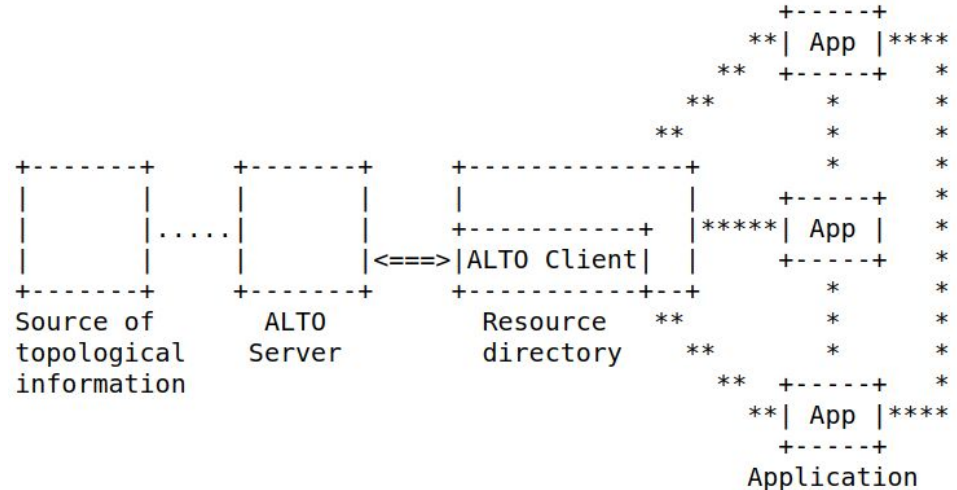 +-----+
                                               **| App |****
                                             **  +-----+   *
                                           **       *      *
                                         **         *      *
+-------+     +-------+     +--------------+        *      *
|       |     |       |     |              |     +-----+   *
|       |.....|       |     +-----------+  |*****| App |   *
|       |     |       |<===>|ALTO Client|  |     +-----+   *
+-------+     +-------+     +-----------+--+        *      *
Source of       ALTO          Resource   **         *      *
topological    Server         directory    **       *      *
information                                  **  +-----+   *
                                               **| App |****
                                                 +-----+
                                               Application